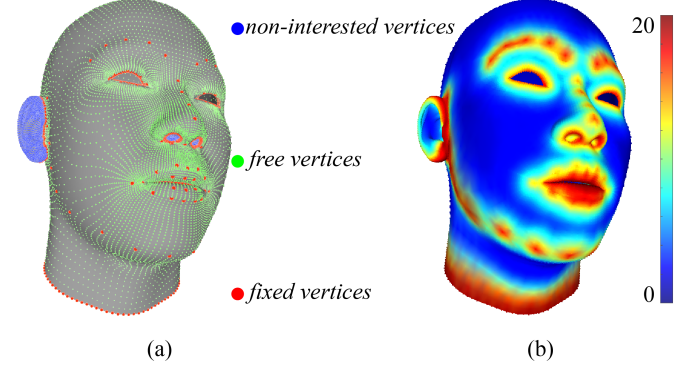 non-interested vertices
free vertices
fixed vertices
20
0
(a)
(b)